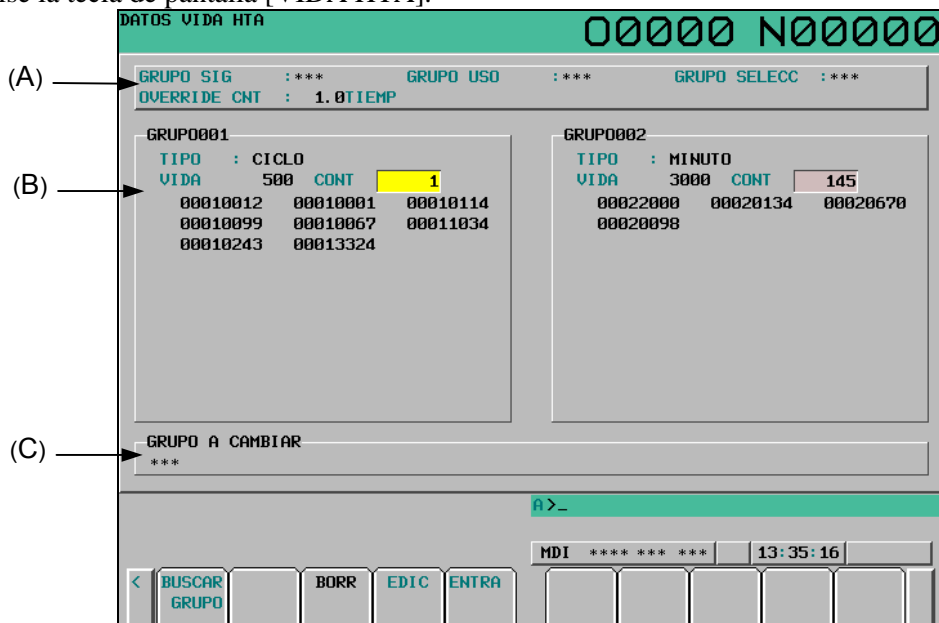 se la tecla de pantalla [VIDA HTA].
DATOS VIDA HTA O0000 N00000
(A)
GRUPO SIG :*** GRUPO USO :*** GRUPO SELECC :***
OVERRIDE CNT : 1.0TIEMP
GRUPO001 GRUPO002
TIPO : CICLO TIPO : MINUTO
(B)
VIDA 500 CONT 1 VIDA 3000 CONT 145
00010012 00010001 00010114 00022000 00020134 00020670
00010099 00010067 00011034 00020098
00010243 00013324
(C)
GRUPO A CAMBIAR
***
A>_
MDI **** *** *** 13:35:16
< BUSCAR GRUPO BORR EDIC ENTRA